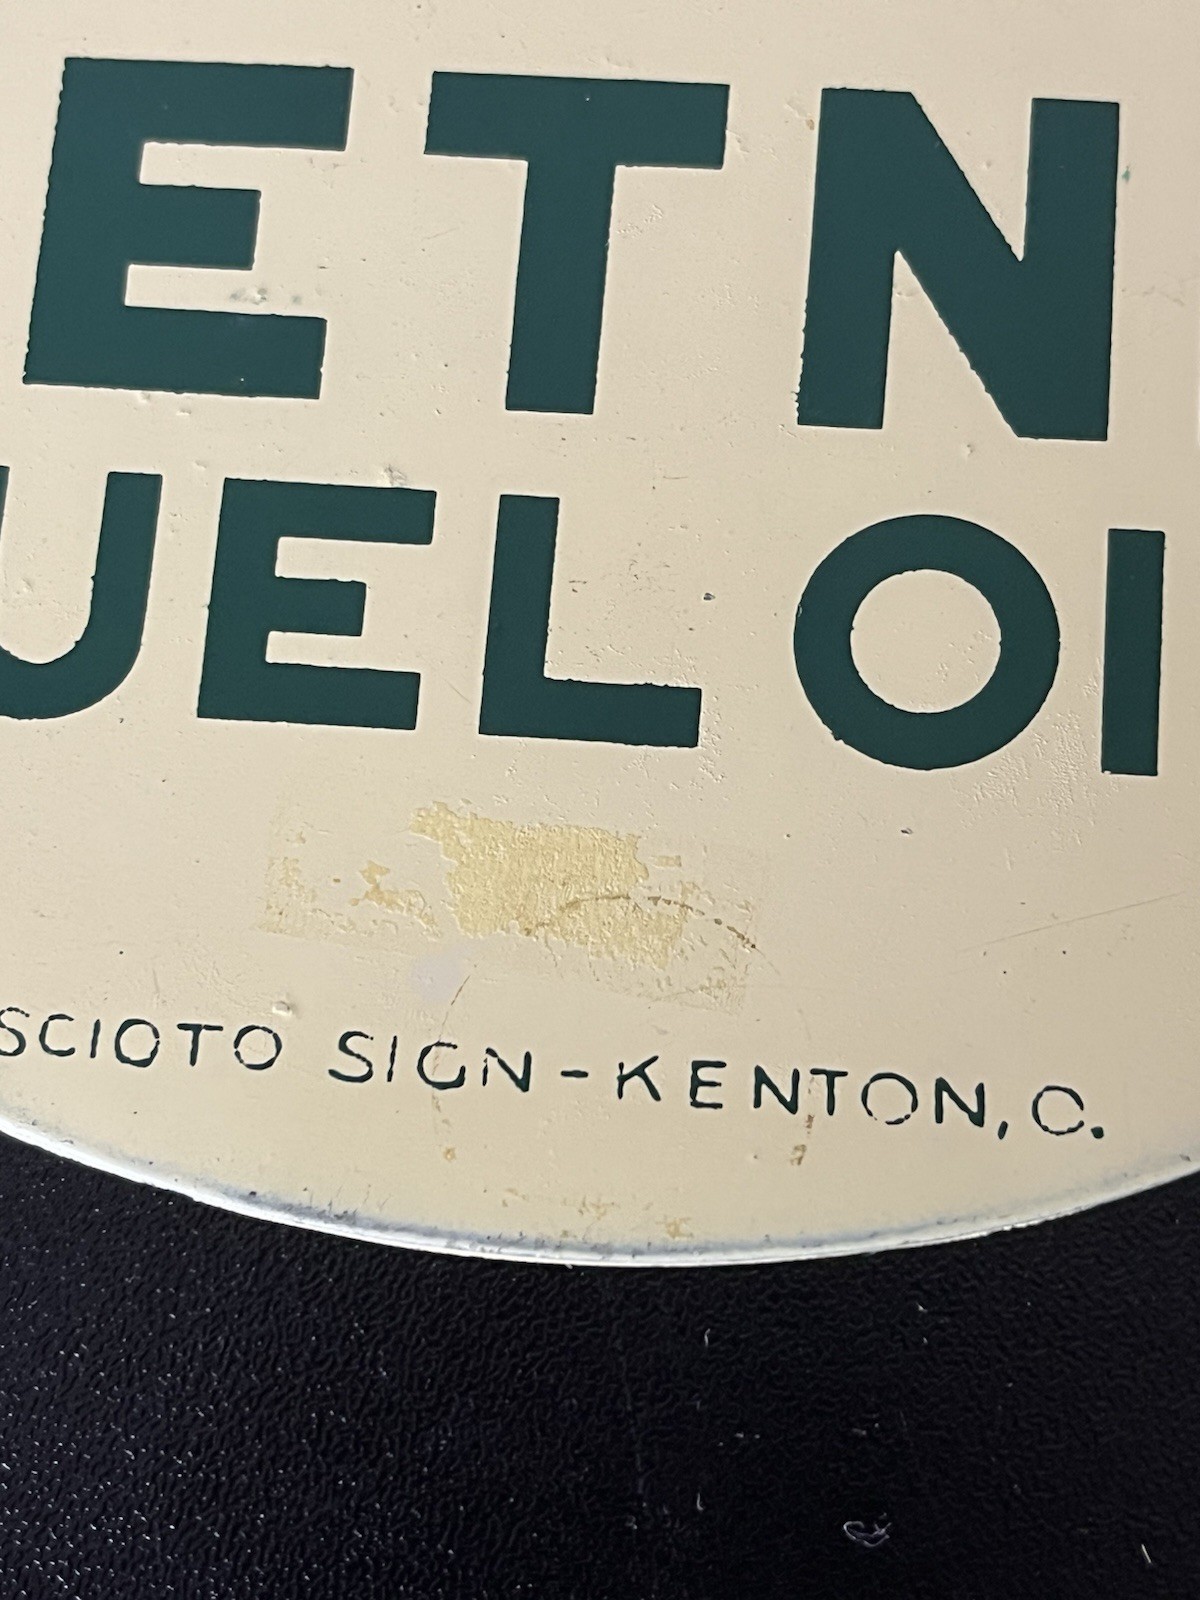 ETN
UEL OI
SCIOTO SIGN-KENTON, O.